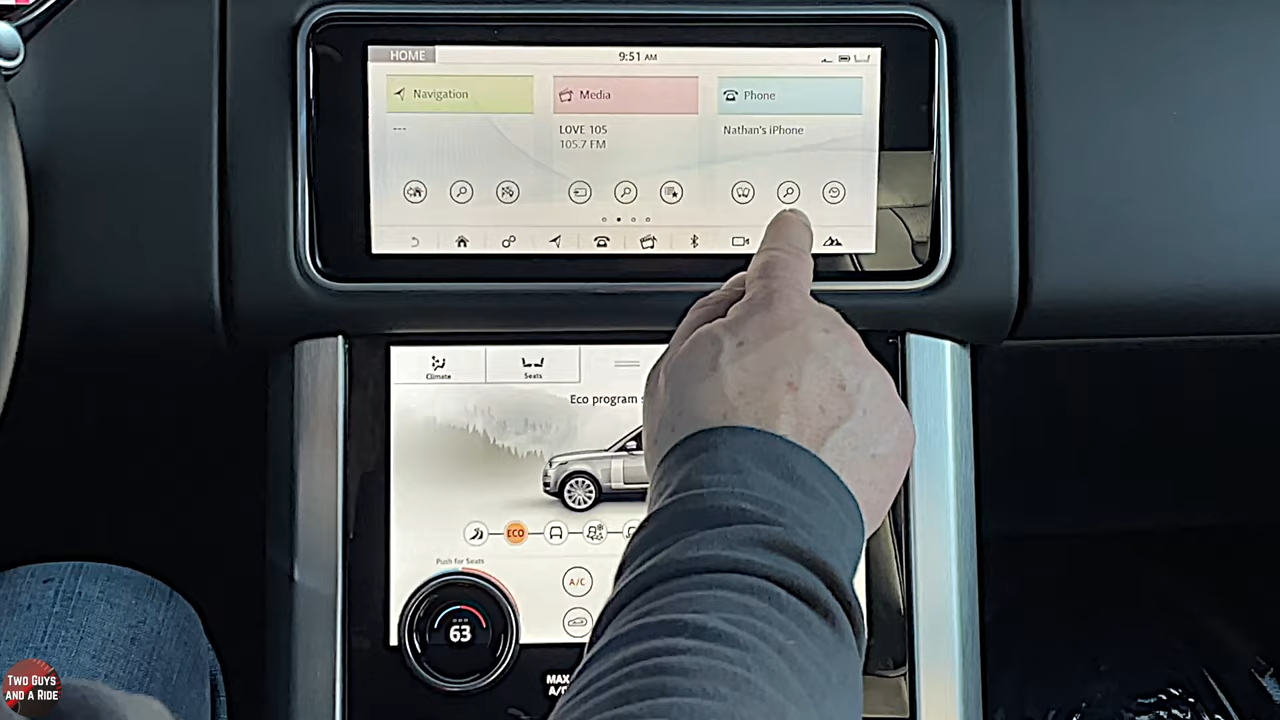 HOME
9:51 AM
Navigation
Media
Phone
---
LOVE 105
105.7 FM
Nathan's iPhone
Climate
Seats
Eco program
ECO
Push for Seats
A/C
63
MAX
TWO GUYS
AND A RIDE